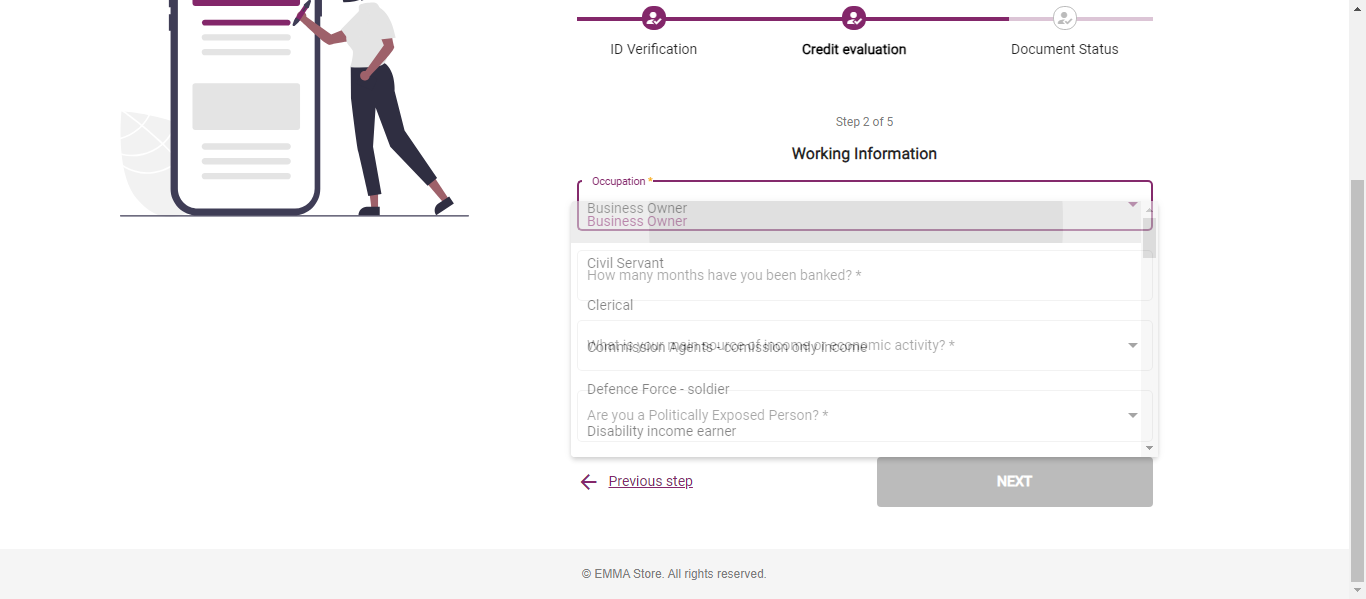 ID Verification
Credit evaluation
Document Status
Step 2 of 5
Working Information
Occupation *
Business Owner
Business Owner
Civil Servant
How many months have you been banked? *
Clerical
What is your main source of income or economic activity? *
Commission Agents - comission only income
Defence Force - soldier
Are you a Politically Exposed Person? *
Disability income earner
Previous step
NEXT
© EMMA Store. All rights reserved.